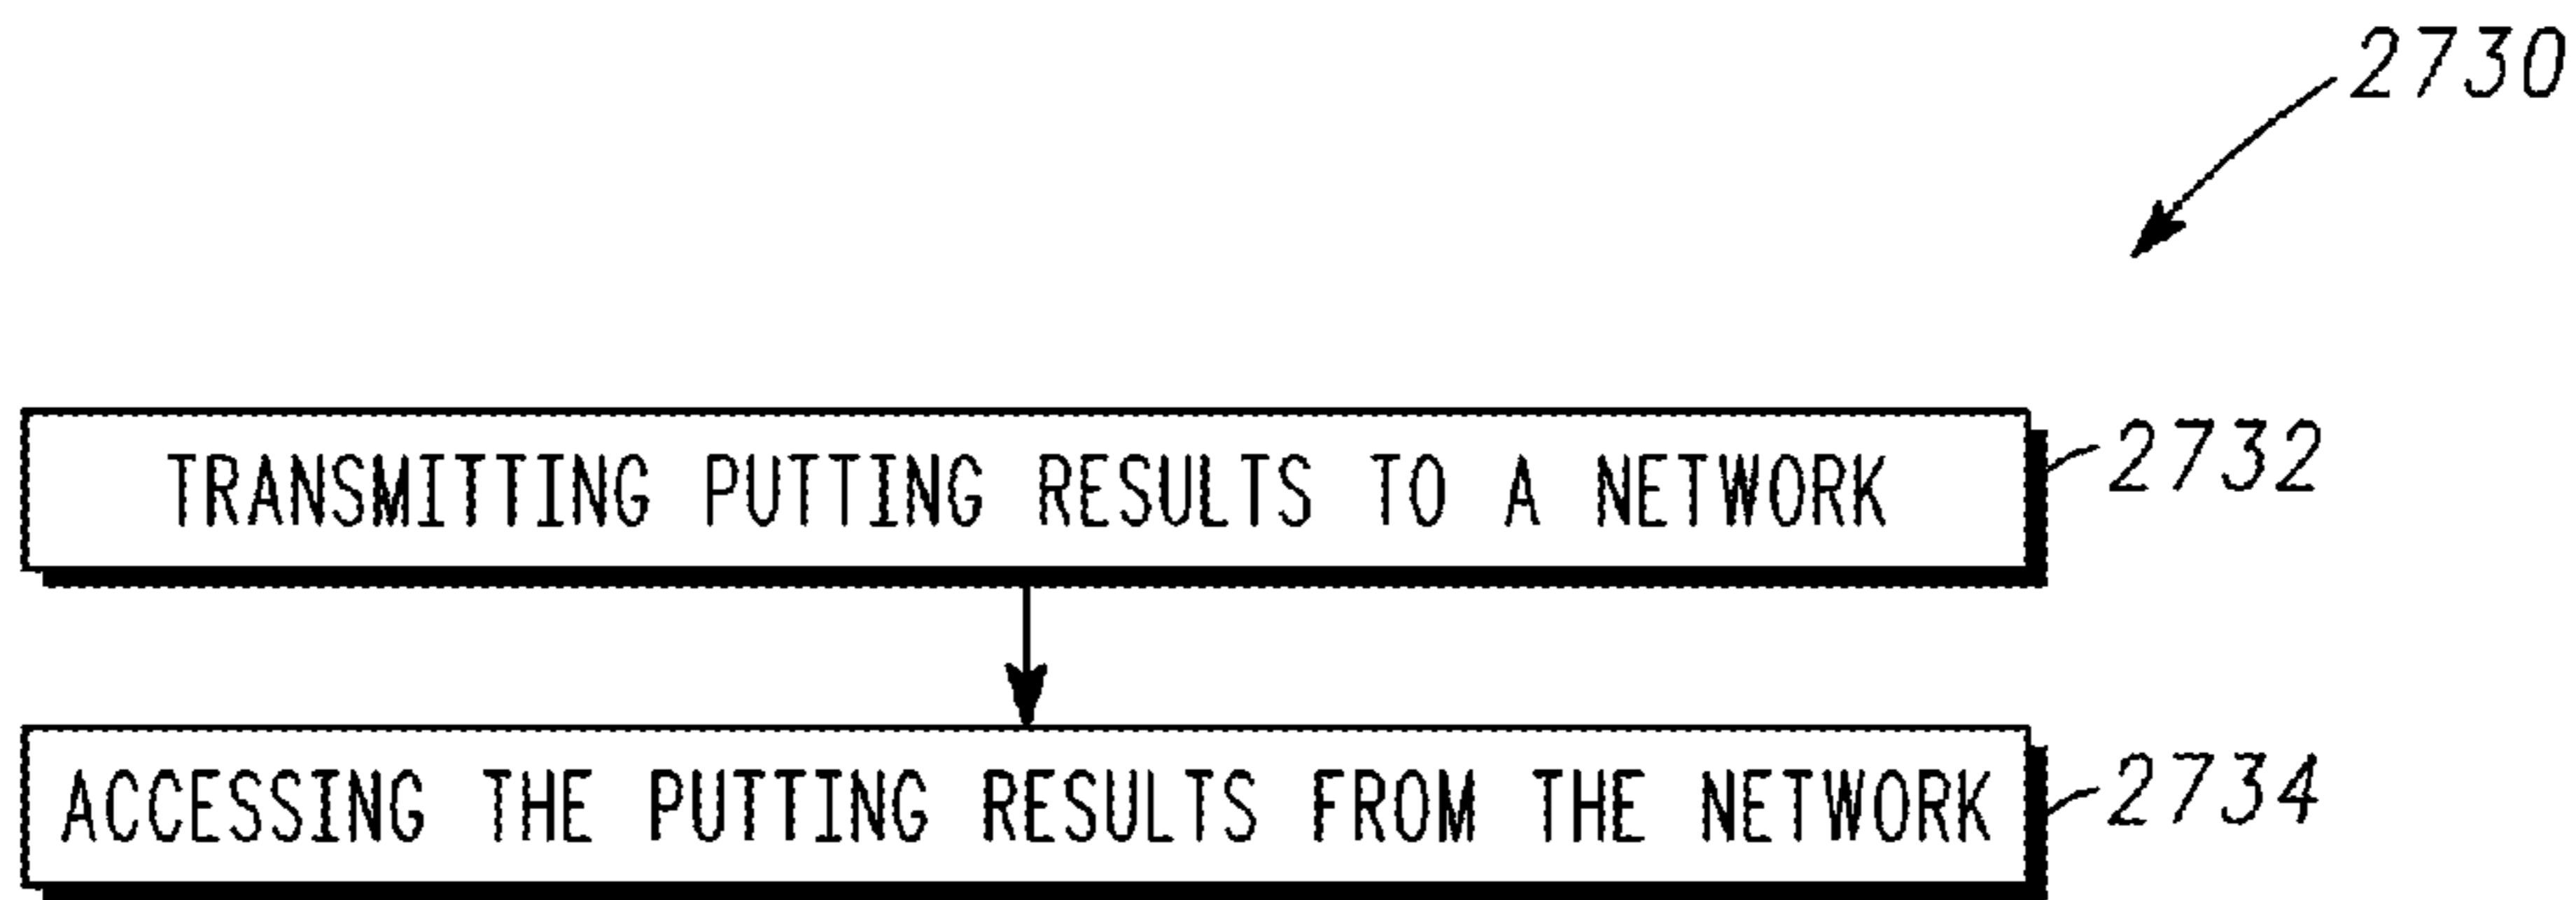 2730
TRANSMITTING PUTTING RESULTS TO A NETWORK
2732
ACCESSING THE PUTTING RESULTS FROM THE NETWORK
2734